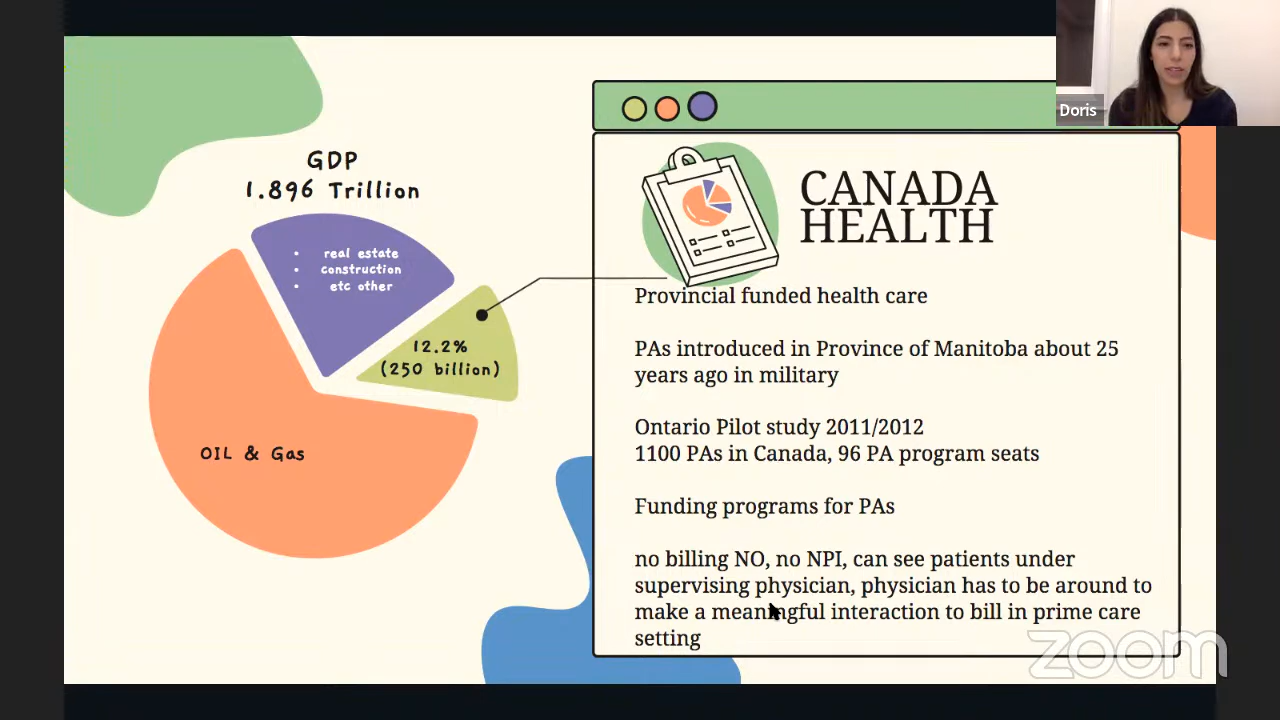 Doris
GDP
1.896 Trillion
• real estate
• construction
• etc other
12.2%
(250 billion)
OIL & Gas
CANADA
HEALTH
Provincial funded health care
PAs introduced in Province of Manitoba about 25
years ago in military
Ontario Pilot study 2011/2012
1100 PAs in Canada, 96 PA program seats
Funding programs for PAs
no billing NO, no NPI, can see patients under
supervising physician, physician has to be around to
make a meaningful interaction to bill in prime care
setting
zoom